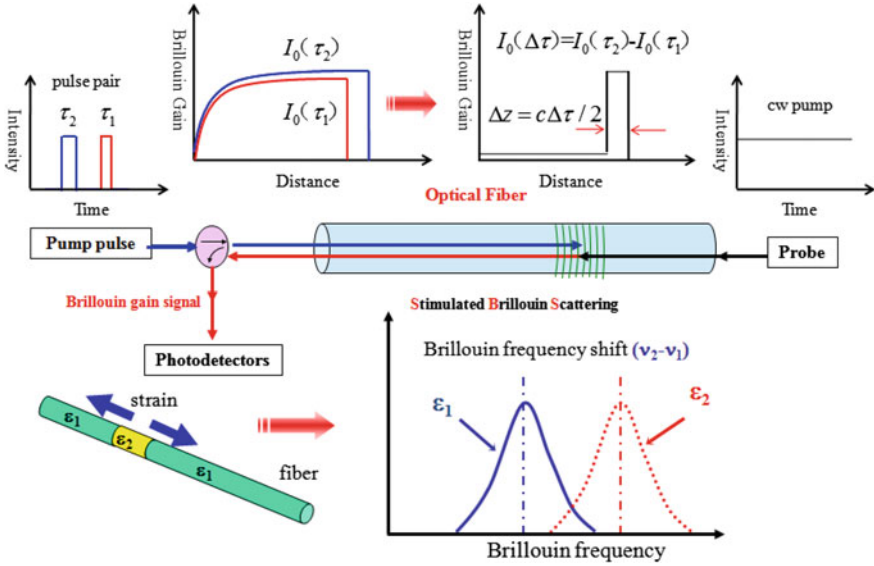 pulse pair
τ₂ τ₁
Intensity
Time
Brillouin Gain
I₀(τ₂)
I₀(τ₁)
Distance
Brillouin Gain
I₀(Δτ)=I₀(τ₂)-I₀(τ₁)
Δz = cΔτ/2
Distance
Intensity
cw pump
Time
Optical Fiber
Pump pulse
Probe
Brillouin gain signal
Stimulated Brillouin Scattering
Photodetectors
strain
ε₁
ε₂
ε₁
fiber
Brillouin frequency shift (ν₂-ν₁)
ε₁
ε₂
Brillouin frequency